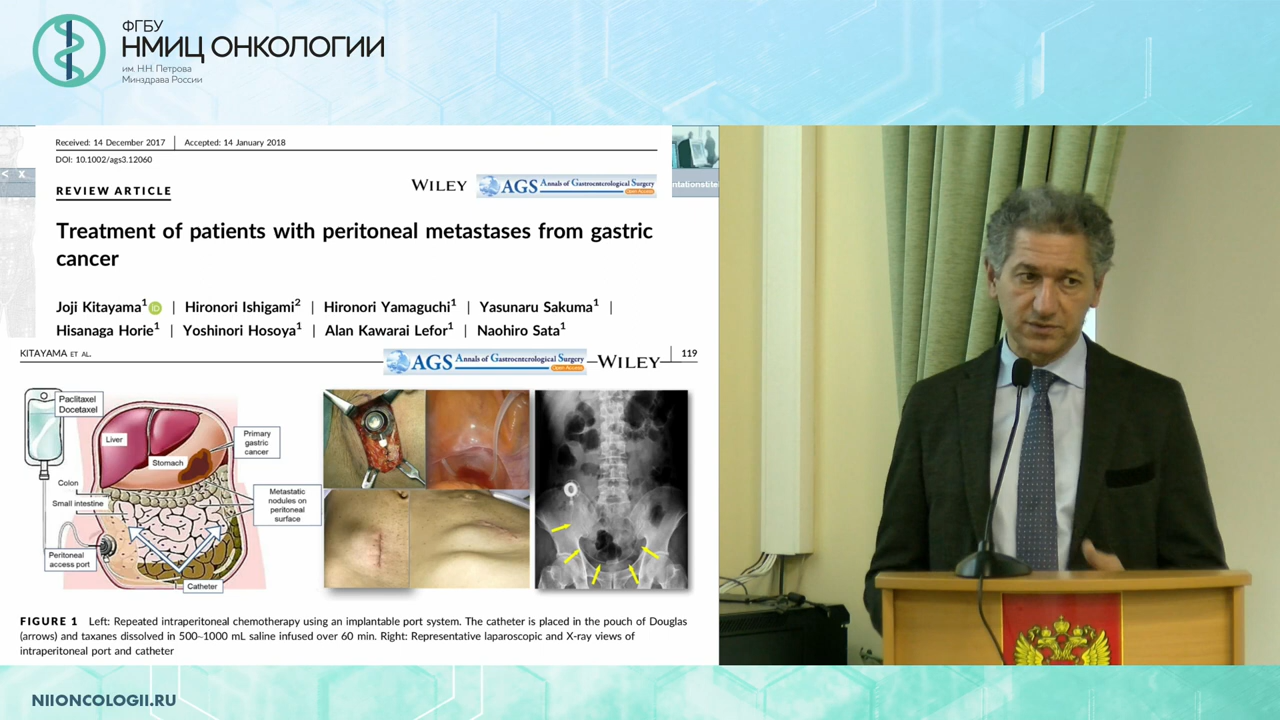 ФГБУ
НМИЦ ОНКОЛОГИИ
им. Н.Н. Петрова
Минздрава России
Received: 14 December 2017 | Accepted: 14 January 2018
DOI: 10.1002/ags3.12060
REVIEW ARTICLE
WILEY AGS Annals of Gastroenterological Surgery
Open Access
< X
ntationstite
Treatment of patients with peritoneal metastases from gastric
cancer
Joji Kitayama1 iD | Hironori Ishigami2 | Hironori Yamaguchi1 | Yasunaru Sakuma1 |
Hisanaga Horie1 | Yoshinori Hosoya1 | Alan Kawarai Lefor1 | Naohiro Sata1
KITAYAMA ET AL.
AGS Annals of Gastroenterological Surgery
Open Access
WILEY | 119
Paclitaxel
Docetaxel
Liver
Stomach
Primary
gastric
cancer
Colon
Small intestine
Metastatic
nodules on
peritoneal
surface
Peritoneal
access port
Catheter
FIGURE 1 Left: Repeated intraperitoneal chemotherapy using an implantable port system. The catheter is placed in the pouch of Douglas
(arrows) and taxanes dissolved in 500~1000 mL saline infused over 60 min. Right: Representative laparoscopic and X-ray views of
intraperitoneal port and catheter
NIIONCOLOGII.RU